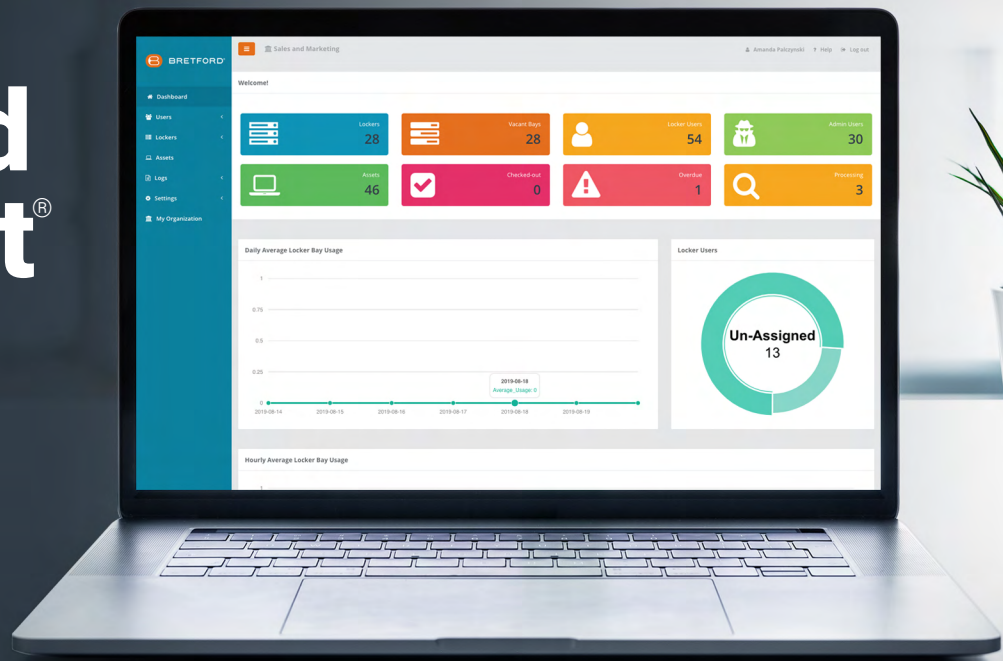 d
t®
BRETFORD
Sales and Marketing
Amanda Palczynski ? Help Log out
Dashboard
Users
Lockers
Assets
Logs
Settings
My Organization
Welcome!
Lockers
28
Vacant Bays
28
Locker Users
54
Admin Users
30
Assets
46
Checked-out
0
Overdue
1
Processing
3
Daily Average Locker Bay Usage
1
0.75
0.5
0.25
0
2019-08-18
Average_Usage: 0
2019-08-14 2019-08-15 2019-08-16 2019-08-17 2019-08-18 2019-08-19
Locker Users
Un-Assigned
13
Hourly Average Locker Bay Usage
1